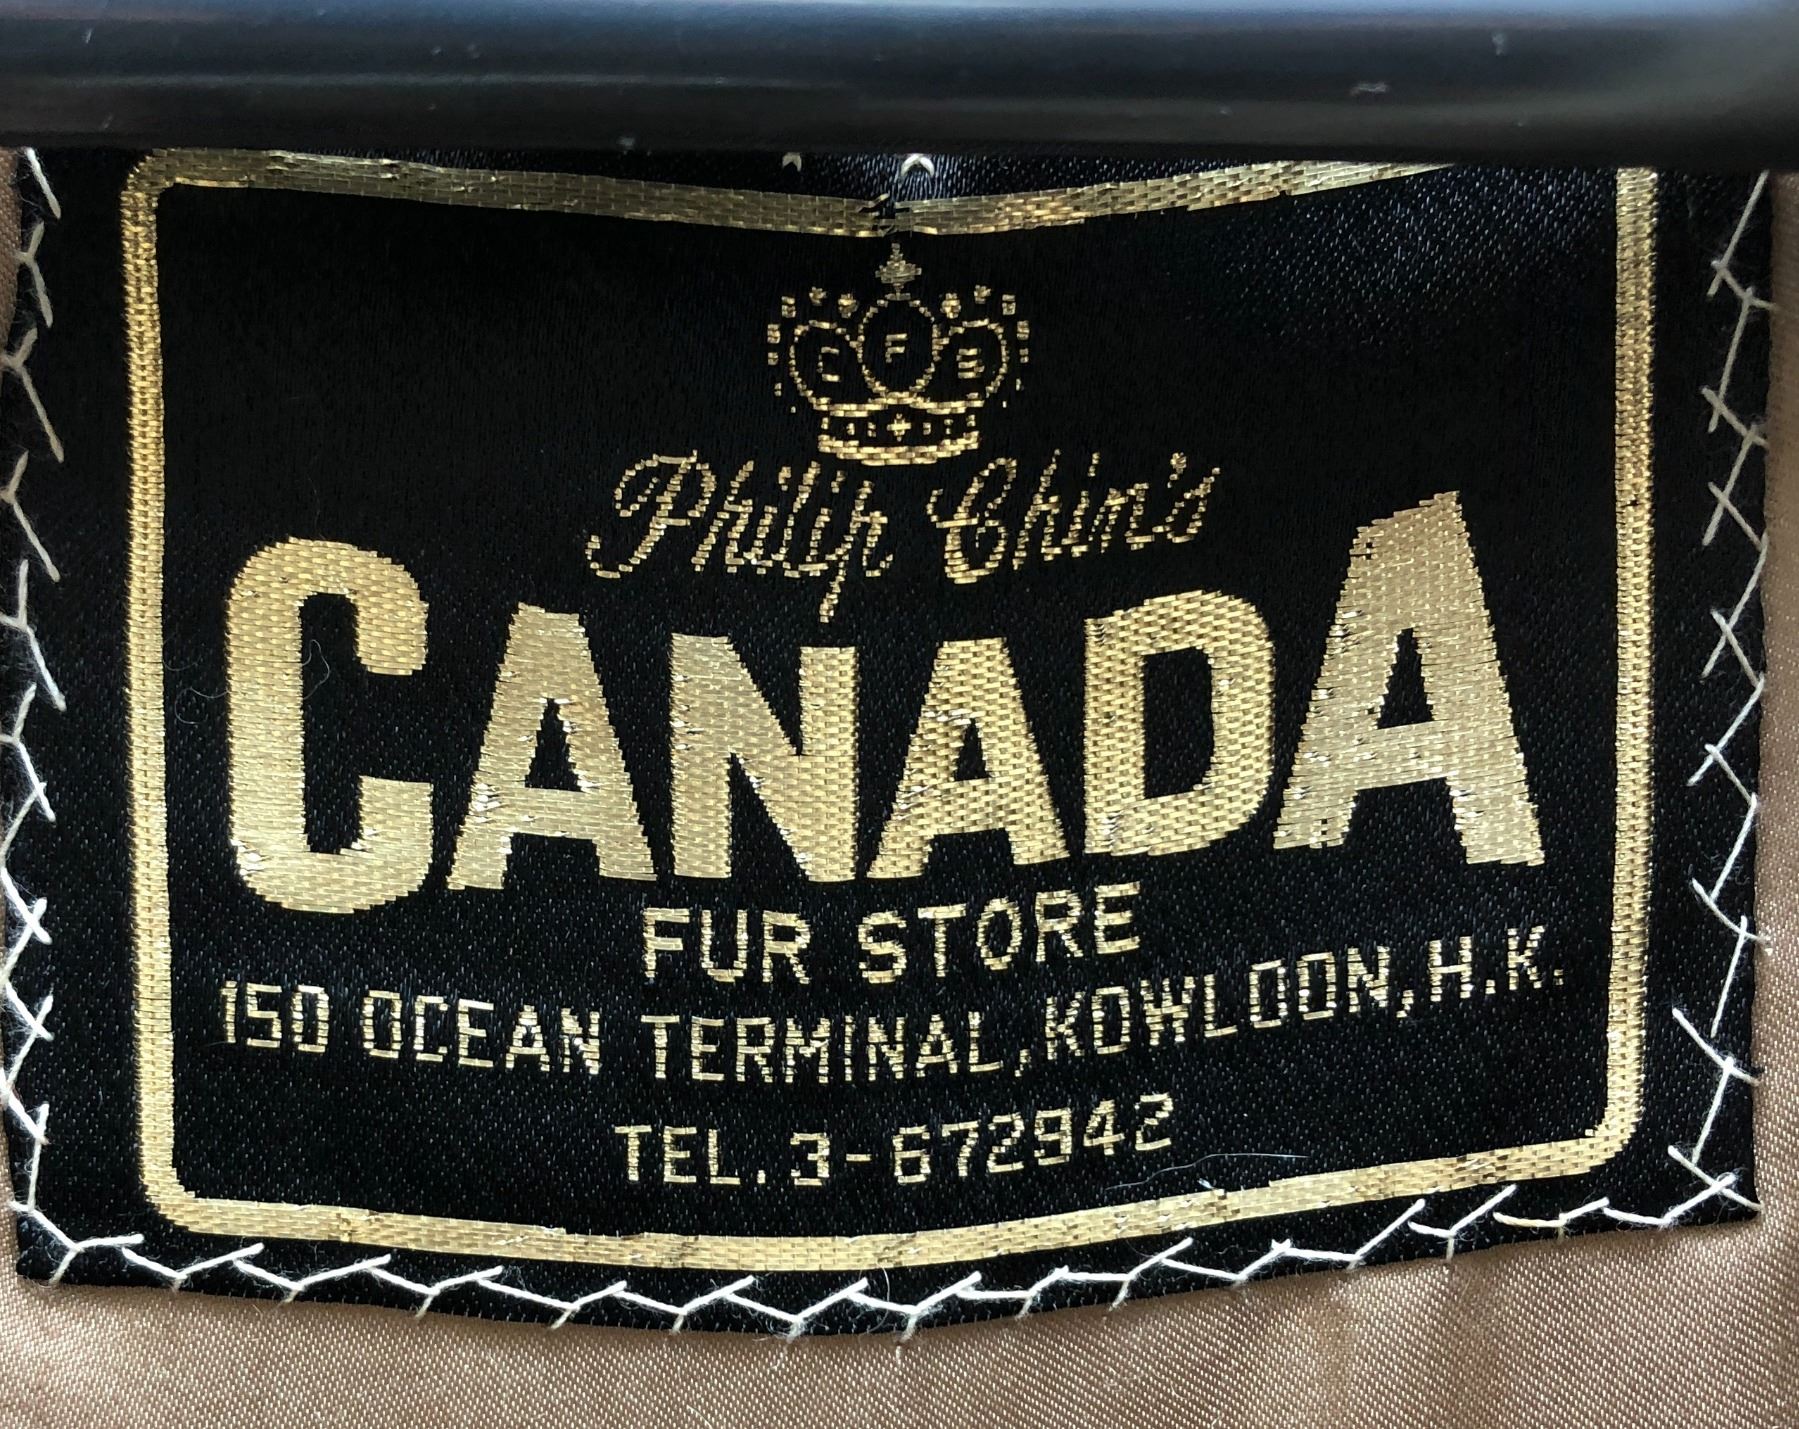 C F S
Philip Chin's
CANADA
FUR STORE
150 OCEAN TERMINAL, KOWLOON, H.K.
TEL. 3-672942